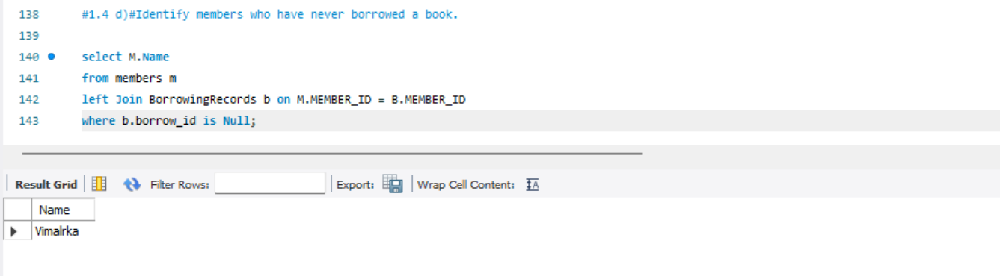 138 #1.4 d)#Identify members who have never borrowed a book.
139
140 select M.Name
141 from members m
142 left Join BorrowingRecords b on M.MEMBER_ID = B.MEMBER_ID
143 where b.borrow_id is Null;
Result Grid Filter Rows: Export: Wrap Cell Content: IA
Name
Vimalrka